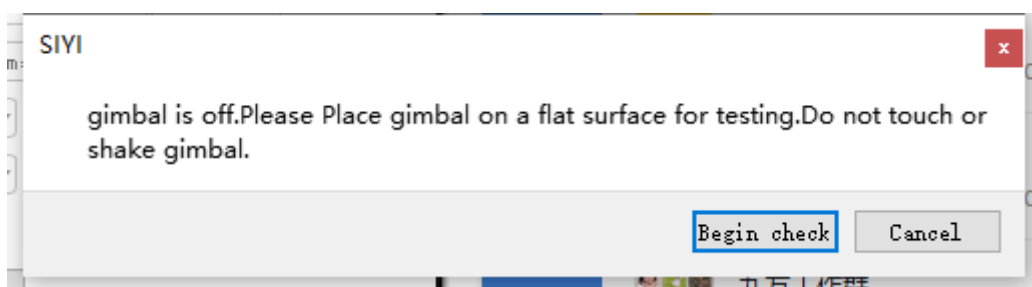 SIYI
x
m:
gimbal is off.Please Place gimbal on a flat surface for testing.Do not touch or
shake gimbal.
Begin check
Cancel